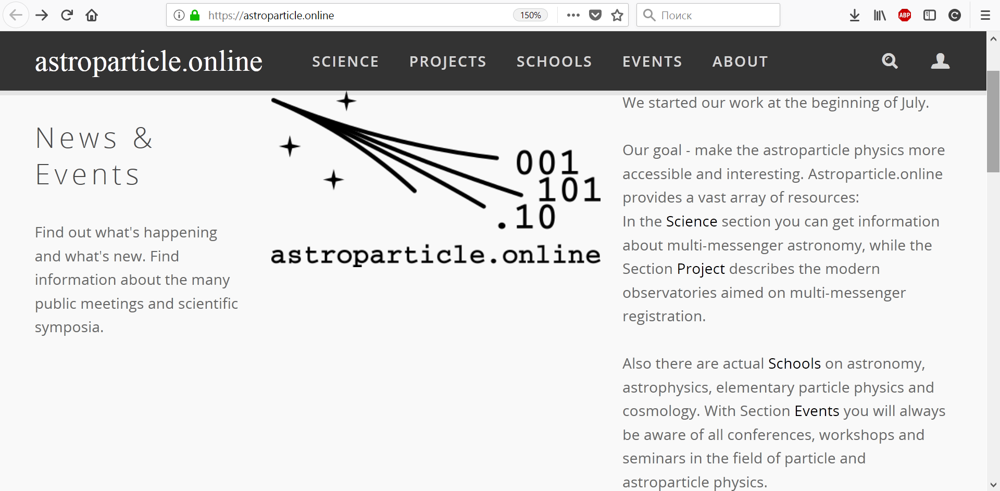 https://astroparticle.online
150%
Поиск
ABP
astroparticle.online
SCIENCE
PROJECTS
SCHOOLS
EVENTS
ABOUT
News &
Events
Find out what's happening
and what's new. Find
information about the many
public meetings and scientific
symposia.
001
101
.10
astroparticle.online
We started our work at the beginning of July.
Our goal - make the astroparticle physics more
accessible and interesting. Astroparticle.online
provides a vast array of resources:
In the Science section you can get information
about multi-messenger astronomy, while the
Section Project describes the modern
observatories aimed on multi-messenger
registration.
Also there are actual Schools on astronomy,
astrophysics, elementary particle physics and
cosmology. With Section Events you will always
be aware of all conferences, workshops and
seminars in the field of particle and
astroparticle physics.